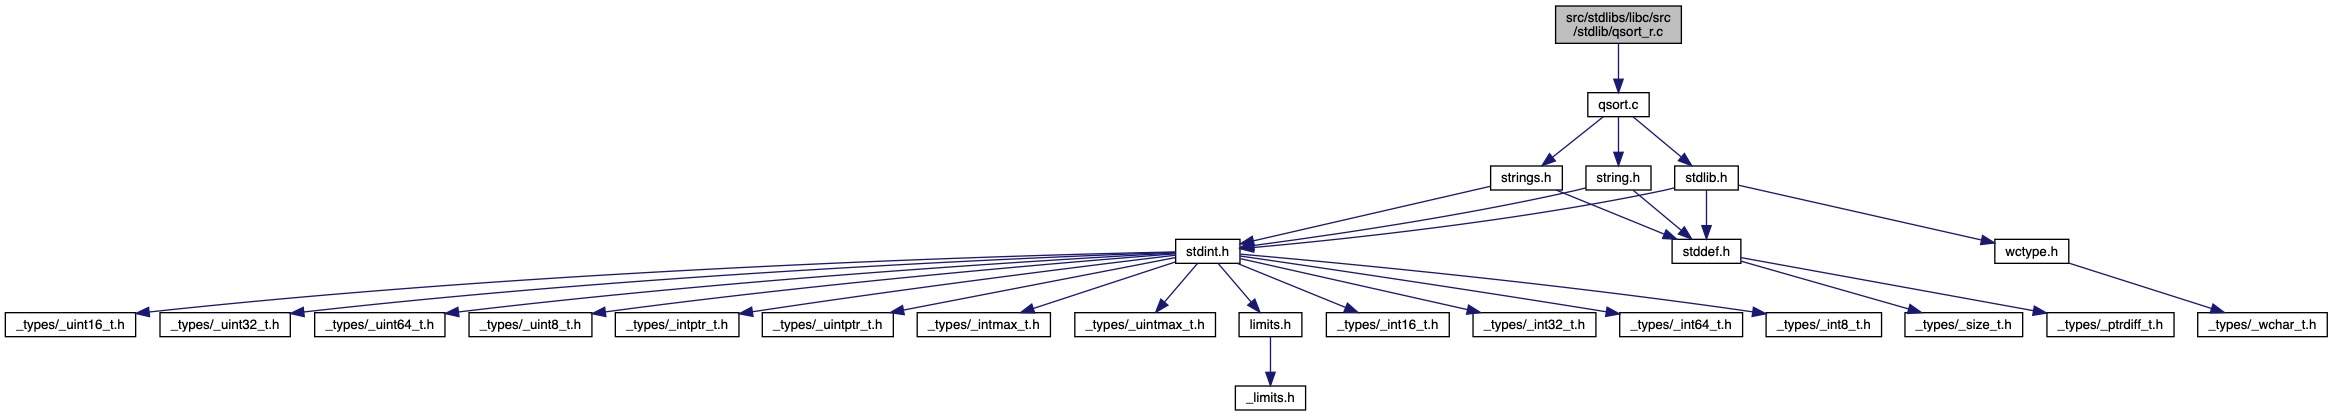 src/stdlibs/libc/src
/stdlib/qsort_r.c
qsort.c
strings.h
string.h
stdlib.h
stdint.h
stddef.h
wctype.h
_types/_uint16_t.h
_types/_uint32_t.h
_types/_uint64_t.h
_types/_uint8_t.h
_types/_intptr_t.h
_types/_uintptr_t.h
_types/_intmax_t.h
_types/_uintmax_t.h
limits.h
_types/_int16_t.h
_types/_int32_t.h
_types/_int64_t.h
_types/_int8_t.h
_types/_size_t.h
_types/_ptrdiff_t.h
_types/_wchar_t.h
_limits.h